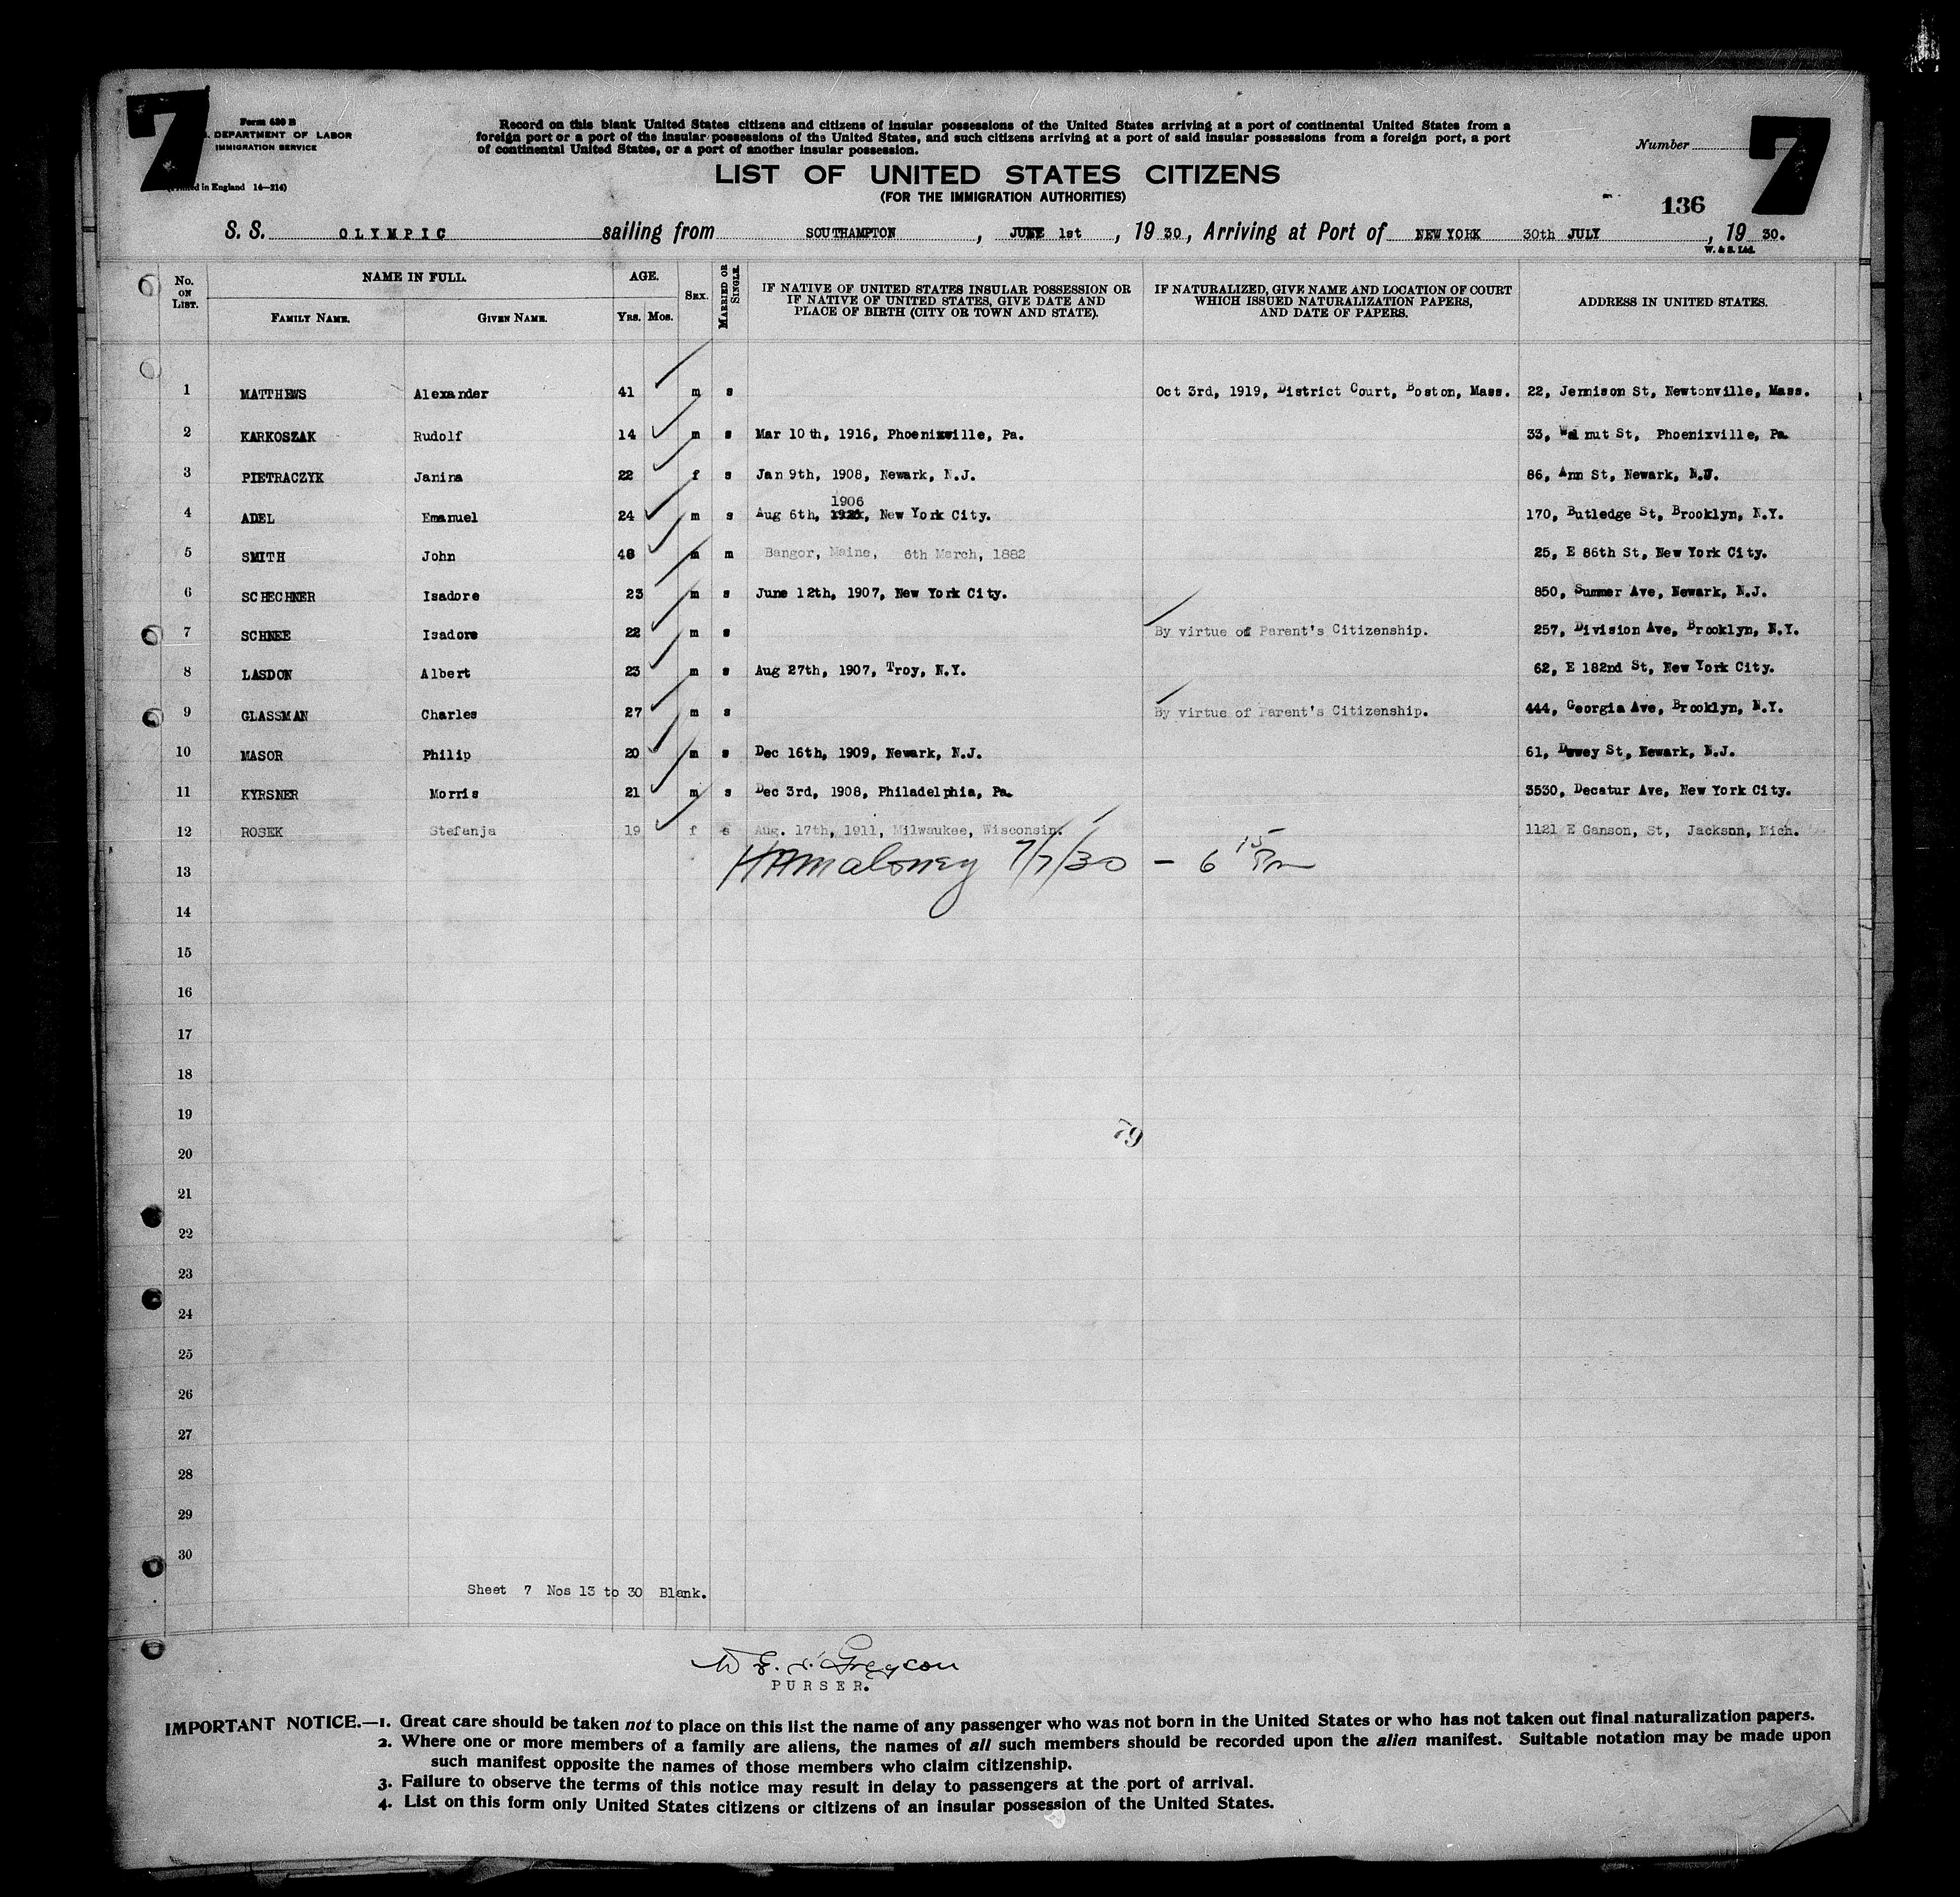 7
7
Form 630 B
. DEPARTMENT OF LABOR
IMMIGRATION SERVICE
in England 14—214)
Record on this blank United States citizens and citizens of insular possessions of the United States arriving at a port of continental United States from a
foreign port or a port of the insular possessions of the United States, and such citizens arriving at a port of said insular possessions from a foreign port, a port
of continental United States, or a port of another insular possession.
Number
LIST OF UNITED STATES CITIZENS
(FOR THE IMMIGRATION AUTHORITIES)
136
S. S. OLYMPIC sailing from SOUTHAMPTON , JUNE 1st , 19 30, Arriving at Port of NEW YORK 30th JULY , 19 30.
W. & S. Ltd.
No. ON LIST. NAME IN FULL. AGE. SEX. MARRIED OR SINGLE. IF NATIVE OF UNITED STATES INSULAR POSSESSION OR IF NATIVE OF UNITED STATES, GIVE DATE AND PLACE OF BIRTH (CITY OR TOWN AND STATE). IF NATURALIZED, GIVE NAME AND LOCATION OF COURT WHICH ISSUED NATURALIZATION PAPERS, AND DATE OF PAPERS. ADDRESS IN UNITED STATES.
FAMILY NAME. GIVEN NAME. YRS. MOS.
1 MATTHEWS Alexander 41 m s Oct 3rd, 1919, District Court, Boston, Mass. 22, Jennison St, Newtonville, Mass.
2 KARKOSZAK Rudolf 14 m s Mar 10th, 1916, Phoenixville, Pa. 33, Walnut St, Phoenixville, Pa
3 PIETRACZYK Janina 22 f s Jan 9th, 1908, Newark, N.J. 86, Ann St, Newark, N.J.
1906
4 ADEL Emanuel 24 m s Aug 6th, New York City. 170, Butledge St, Brooklyn, N.Y.
5 SMITH John 48 m m Bangor, Maine, 6th March, 1882 25, E 86th St, New York City.
6 SCHECHNER Isadore 23 m s June 12th, 1907, New York City. 850, Summer Ave, Newark, N.J.
7 SCHNEE Isadore 22 m s By virtue of Parent's Citizenship. 257, Division Ave, Brooklyn, N.Y.
8 LASDON Albert 23 m s Aug 27th, 1907, Troy, N.Y. 62, E 182nd St, New York City.
9 GLASSMAN Charles 27 m s By virtue of Parent's Citizenship. 444, Georgia Ave, Brooklyn, N.Y.
10 MASOR Philip 20 m s Dec 16th, 1909, Newark, N.J. 61, Dewey St, Newark, N.J.
11 KYRSNER Morris 21 m s Dec 3rd, 1908, Philadelphia, Pa. 3530, Decatur Ave, New York City.
12 ROSEK Stefanja 19 f s Aug. 17th, 1911, Milwaukee, Wisconsin. 1121 E Ganson, St, Jackson, Mich.
13 HAMaloney 7/7/30 — 6 15 Pm
14
15
16
17
18
19
79
20
21
22
23
24
25
26
27
28
29
30
Sheet 7 Nos 13 to 30 Blank.
PURSER.
IMPORTANT NOTICE.—1. Great care should be taken not to place on this list the name of any passenger who was not born in the United States or who has not taken out final naturalization papers.
2. Where one or more members of a family are aliens, the names of all such members should be recorded upon the alien manifest. Suitable notation may be made upon
such manifest opposite the names of those members who claim citizenship.
3. Failure to observe the terms of this notice may result in delay to passengers at the port of arrival.
4. List on this form only United States citizens or citizens of an insular possession of the United States.